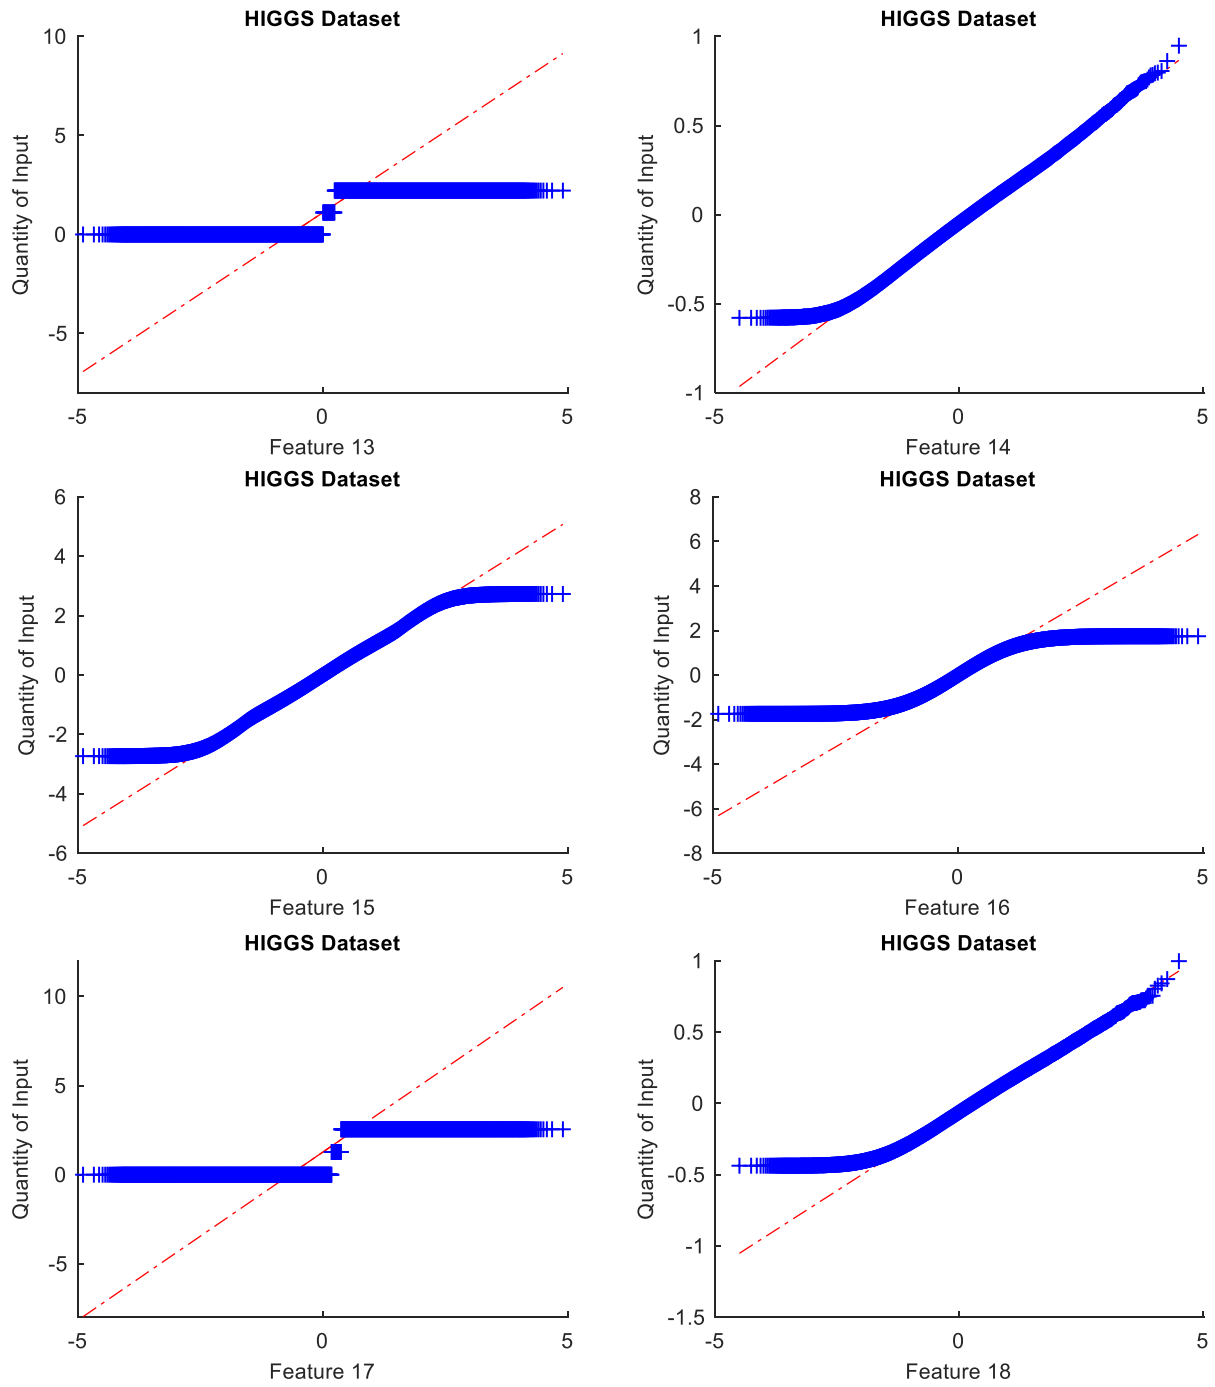 HIGGS Dataset
10
5
0
-5
-5
0
5
Quantity of Input
Feature 13
HIGGS Dataset
1
0.5
0
-0.5
-1
-5
0
5
Quantity of Input
Feature 14
HIGGS Dataset
6
4
2
0
-2
-4
-6
-5
0
5
Quantity of Input
Feature 15
HIGGS Dataset
8
6
4
2
0
-2
-4
-6
-8
-5
0
5
Quantity of Input
Feature 16
HIGGS Dataset
10
5
0
-5
-5
0
5
Quantity of Input
Feature 17
HIGGS Dataset
1
0.5
0
-0.5
-1
-1.5
-5
0
5
Quantity of Input
Feature 18